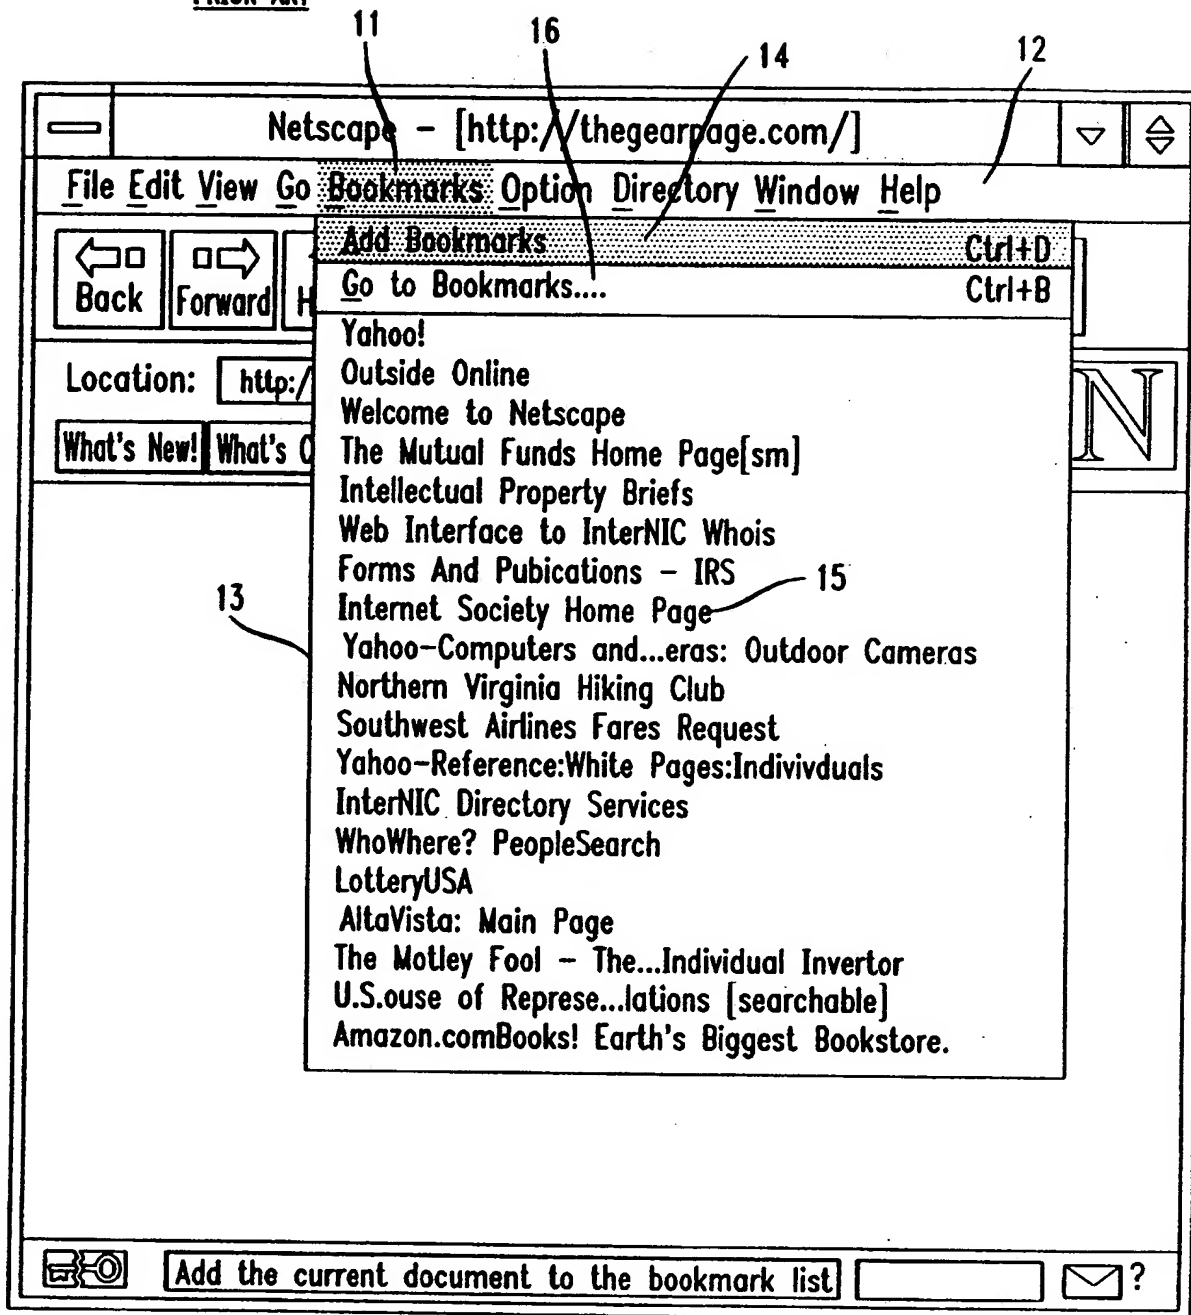 PRIOR ART
11
16
14
12
Netscape – [http://thegearpage.com/]
File Edit View Go Bookmarks Option Directory Window Help
Add Bookmarks Ctrl+D
Back Forward H
Go to Bookmarks.... Ctrl+B
Yahoo!
Location: http:/
Outside Online
N
Welcome to Netscape
What's New! What's C
The Mutual Funds Home Page[sm]
Intellectual Property Briefs
Web Interface to InterNIC Whois
Forms And Pubications – IRS
15
13
Internet Society Home Page
Yahoo-Computers and...eras: Outdoor Cameras
Northern Virginia Hiking Club
Southwest Airlines Fares Request
Yahoo-Reference:White Pages:Indivivduals
InterNIC Directory Services
WhoWhere? PeopleSearch
LotteryUSA
AltaVista: Main Page
The Motley Fool – The...Individual Invertor
U.S.ouse of Represe...lations [searchable]
Amazon.comBooks! Earth's Biggest Bookstore.
Add the current document to the bookmark list
?